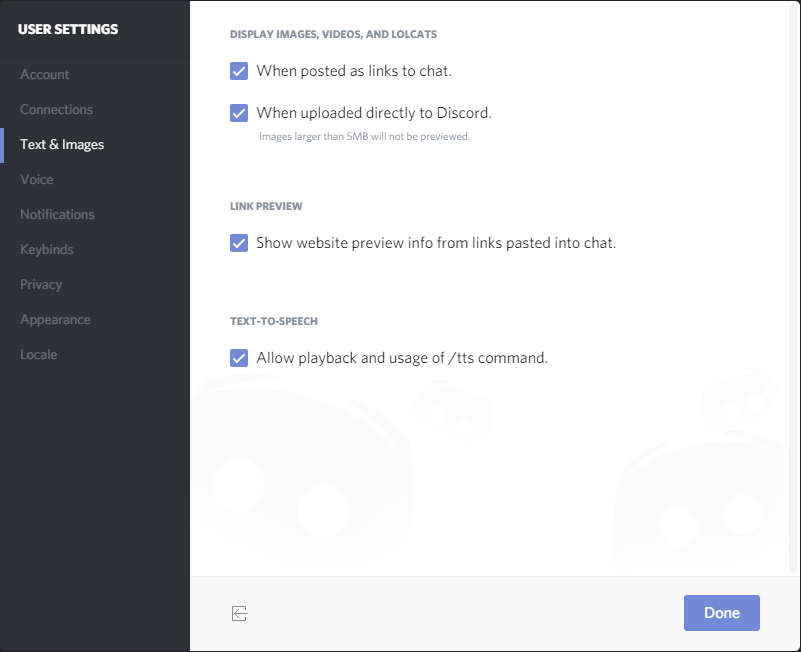 USER SETTINGS
Account
Connections
Text & Images
Voice
Notifications
Keybinds
Privacy
Appearance
Locale
DISPLAY IMAGES, VIDEOS, AND LOLCATS
When posted as links to chat.
When uploaded directly to Discord.
Images larger than 5MB will not be previewed.
LINK PREVIEW
Show website preview info from links pasted into chat.
TEXT-TO-SPEECH
Allow playback and usage of /tts command.
Done